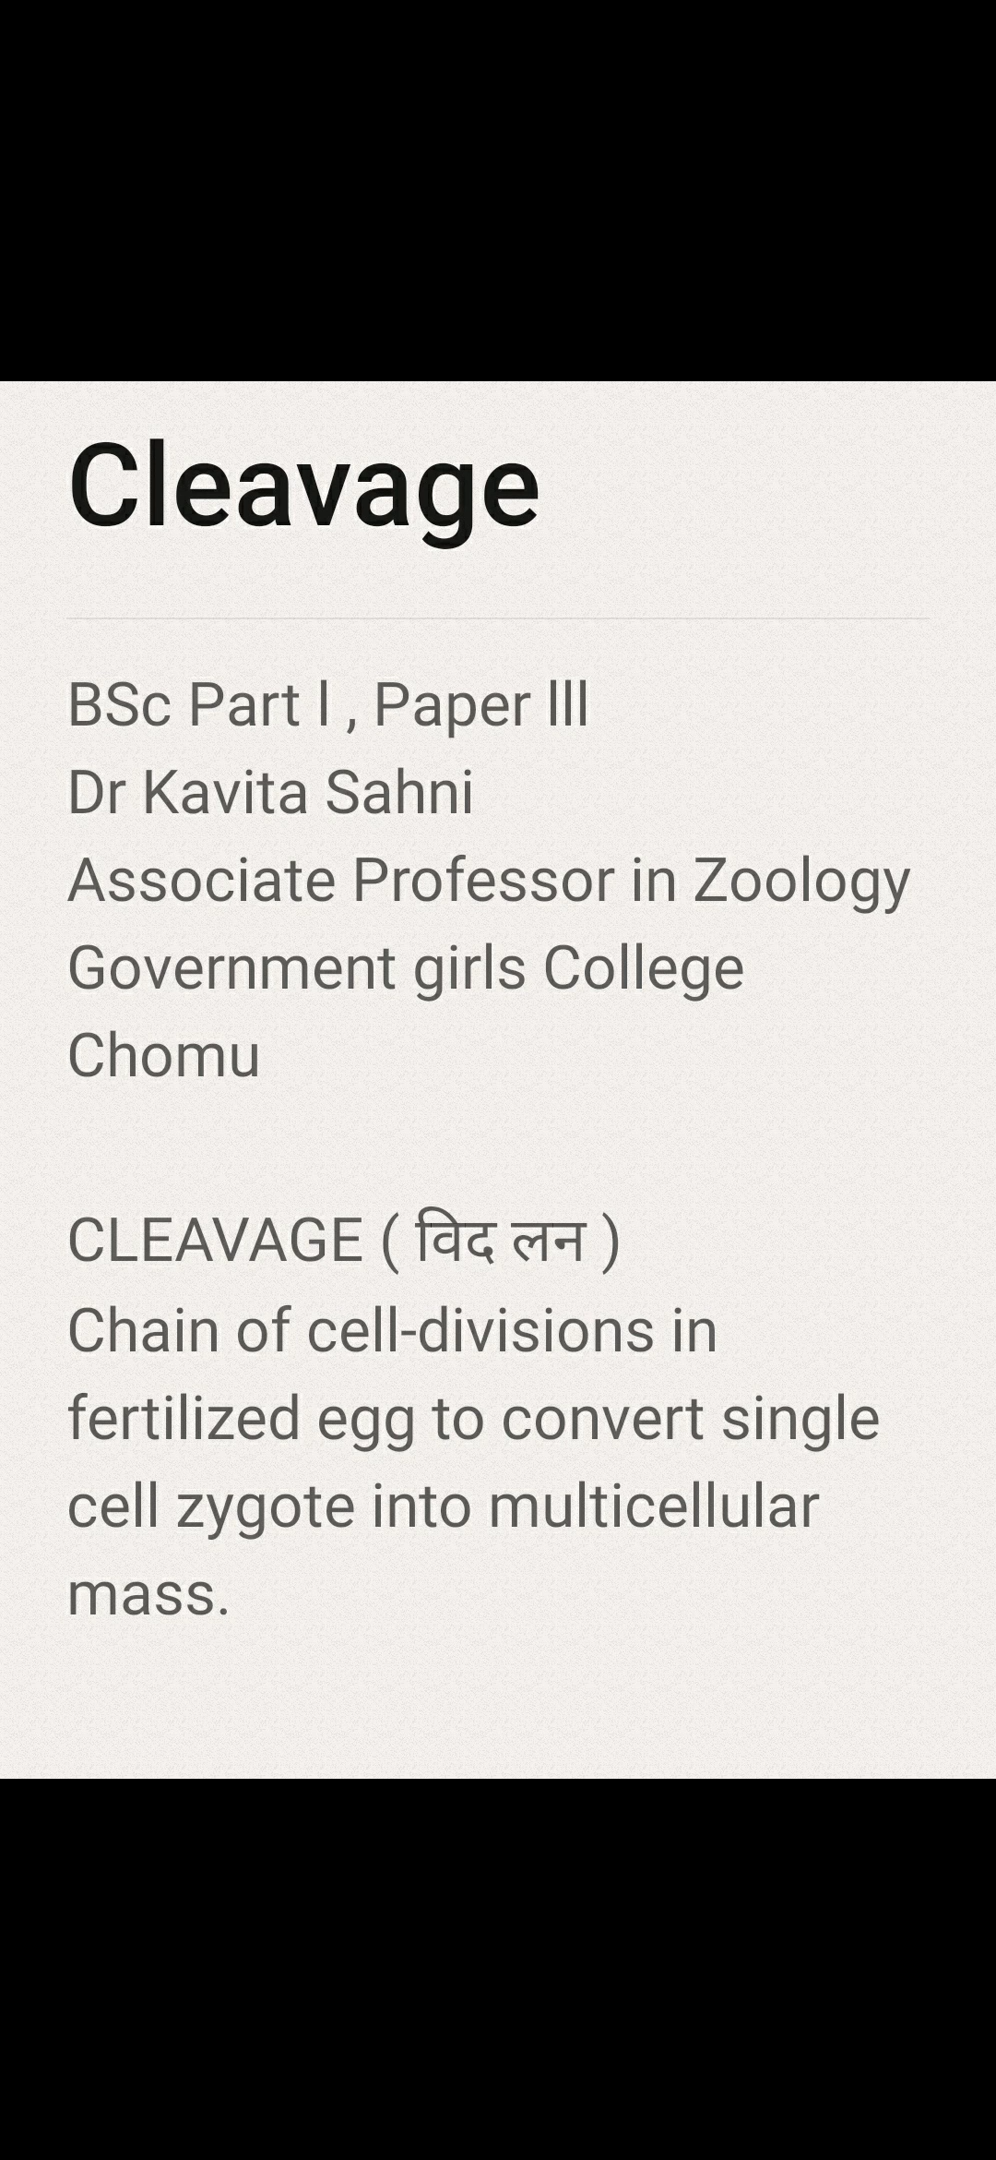 Cleavage
BSc Part l , Paper lll
Dr Kavita Sahni
Associate Professor in Zoology
Government girls College
Chomu
CLEAVAGE ( विद लन )
Chain of cell-divisions in
fertilized egg to convert single
cell zygote into multicellular
mass.